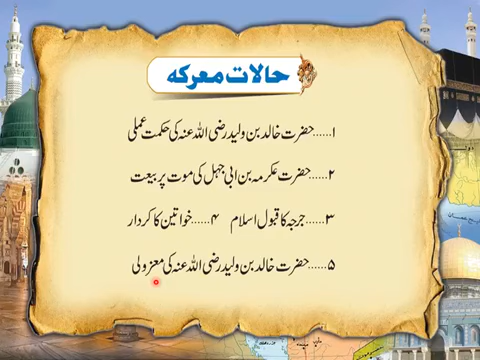 حالات معرکہ
۱......حضرت خالد بن ولید رضی اللہ عنہ کی حکمت عملی
۲......حضرت عکرمہ بن ابی جہل کی موت پر بیعت
۳......جرجہ کا قبول اسلام ۴......خواتین کا کردار
۵......حضرت خالد بن ولید رضی اللہ عنہ کی معزولی